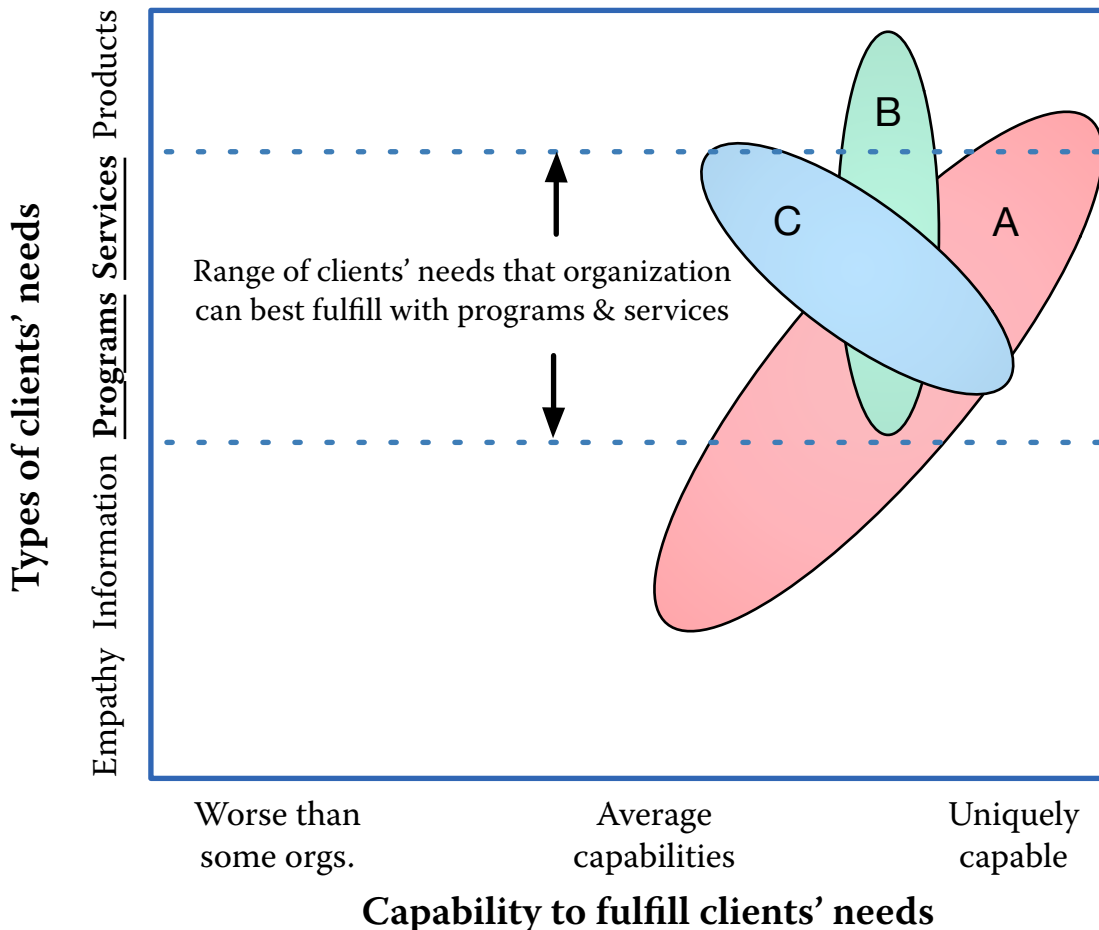 Types of clients’ needs
Empathy Information Programs Services Products
B
A
C
Range of clients’ needs that organization
can best fulfill with programs & services
Worse than
some orgs.
Average
capabilities
Uniquely
capable
Capability to fulfill clients’ needs